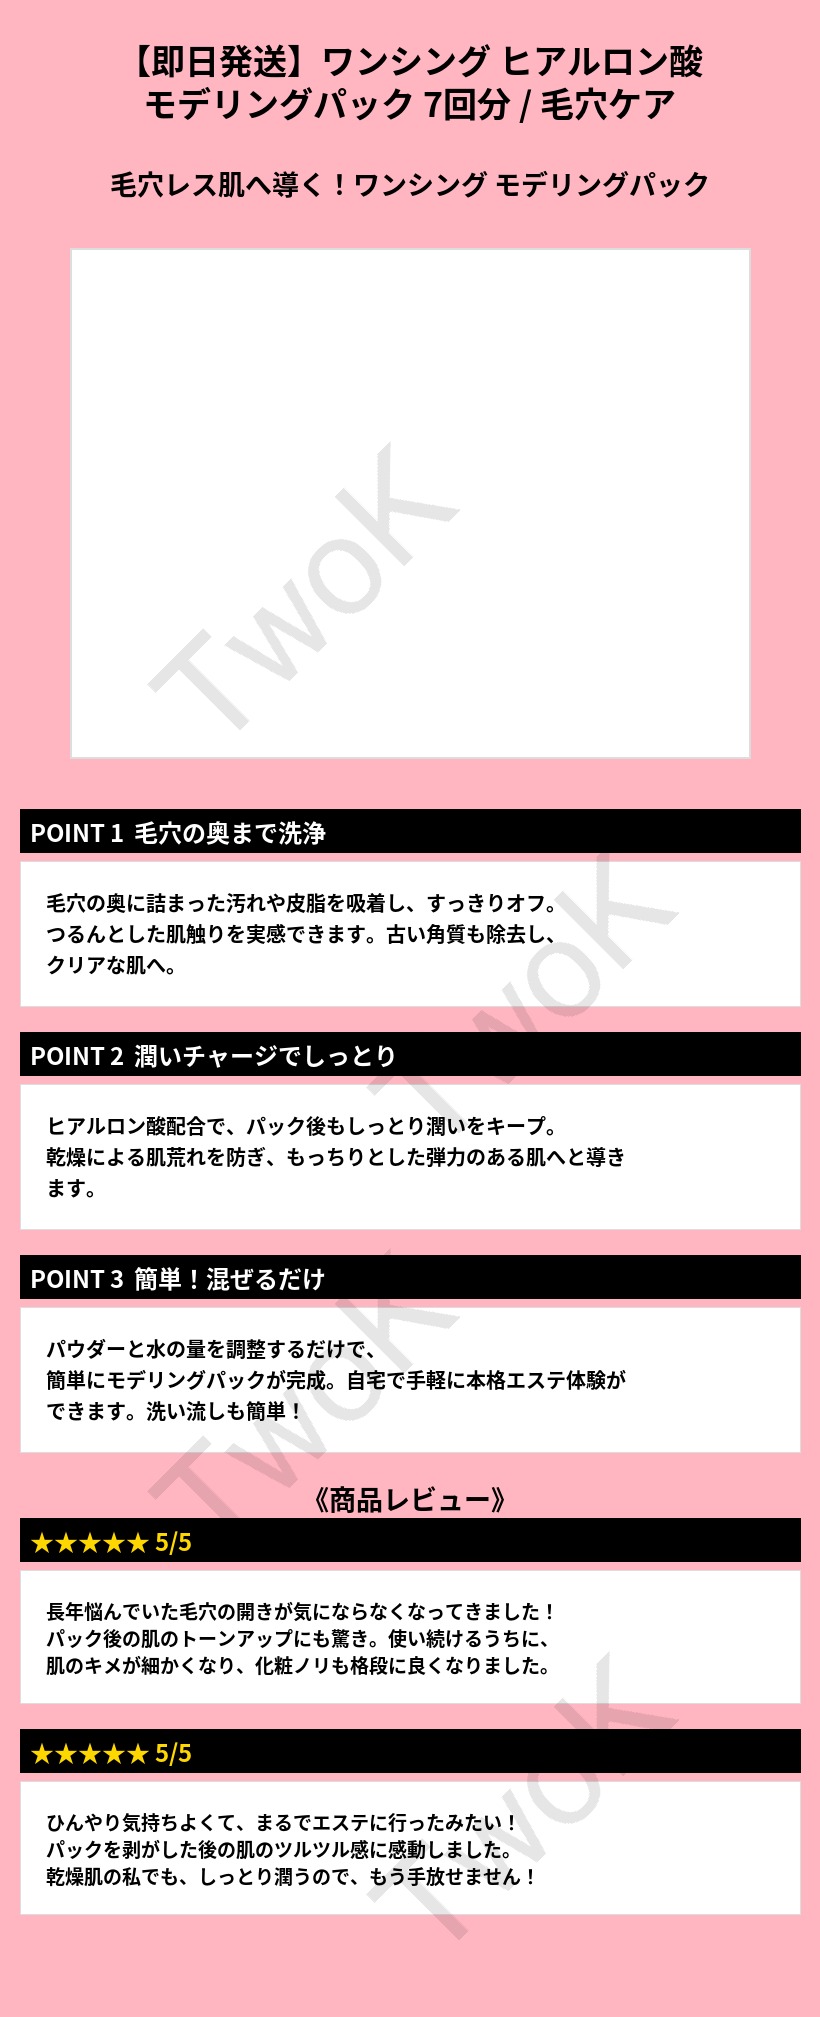 【即日発送】ワンシング ヒアルロン酸
モデリングパック 7回分 / 毛穴ケア
毛穴レス肌へ導く！ワンシング モデリングパック
TwoK
POINT 1 毛穴の奥まで洗浄
毛穴の奥に詰まった汚れや皮脂を吸着し、すっきりオフ。
つるんとした肌触りを実感できます。古い角質も除去し、
クリアな肌へ。
TwoK
POINT 2 潤いチャージでしっとり
ヒアルロン酸配合で、パック後もしっとり潤いをキープ。
乾燥による肌荒れを防ぎ、もっちりとした弾力のある肌へと導き
ます。
POINT 3 簡単！混ぜるだけ
パウダーと水の量を調整するだけで、
簡単にモデリングパックが完成。自宅で手軽に本格エステ体験が
できます。洗い流しも簡単！
TwoK
《商品レビュー》
★★★★★ 5/5
長年悩んでいた毛穴の開きが気にならなくなってきました！
パック後の肌のトーンアップにも驚き。使い続けるうちに、
肌のキメが細かくなり、化粧ノリも格段に良くなりました。
★★★★★ 5/5
ひんやり気持ちよくて、まるでエステに行ったみたい！
パックを剥がした後の肌のツルツル感に感動しました。
乾燥肌の私でも、しっとり潤うので、もう手放せません！
TwoK